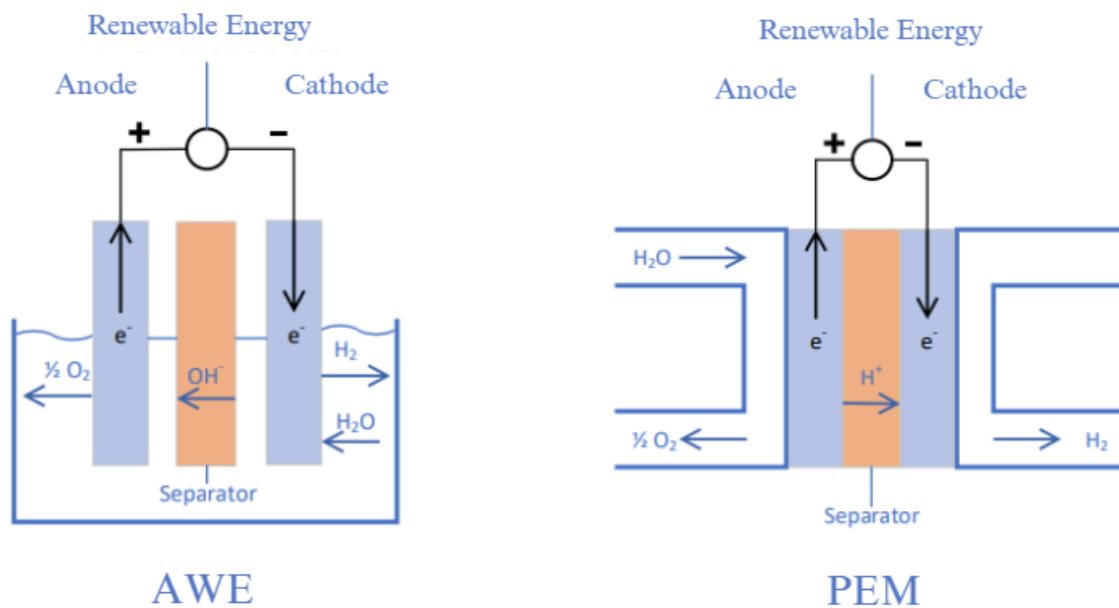 Renewable Energy
Anode
Cathode
+
-
e⁻
e⁻
½ O₂
OH⁻
H₂
H₂O
Separator
AWE
Renewable Energy
Anode
Cathode
+
-
H₂O
e⁻
e⁻
H⁺
½ O₂
H₂
Separator
PEM